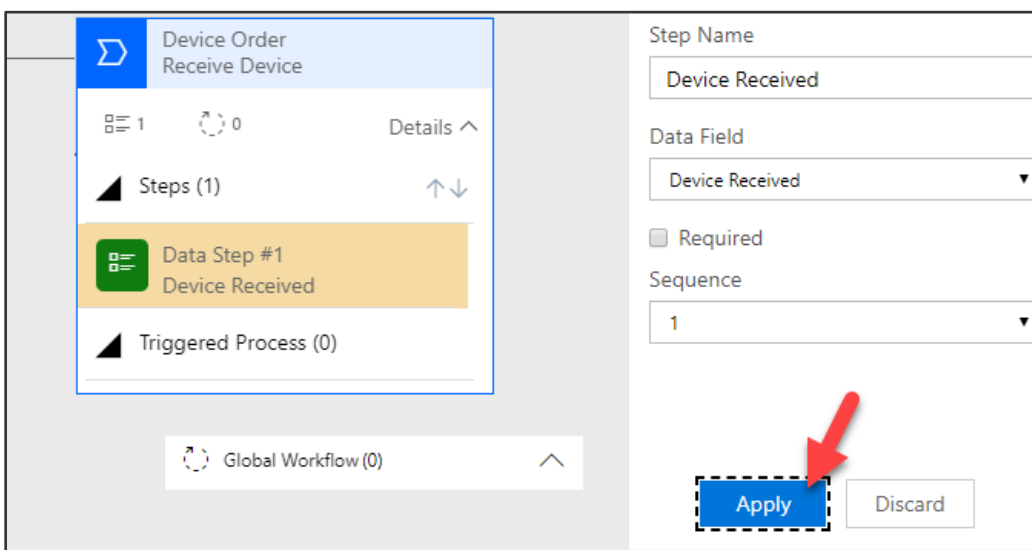 Device Order
Receive Device
1 0 Details
Steps (1)
Data Step #1
Device Received
Triggered Process (0)
Global Workflow (0)
Step Name
Device Received
Data Field
Device Received
Required
Sequence
1
Apply Discard